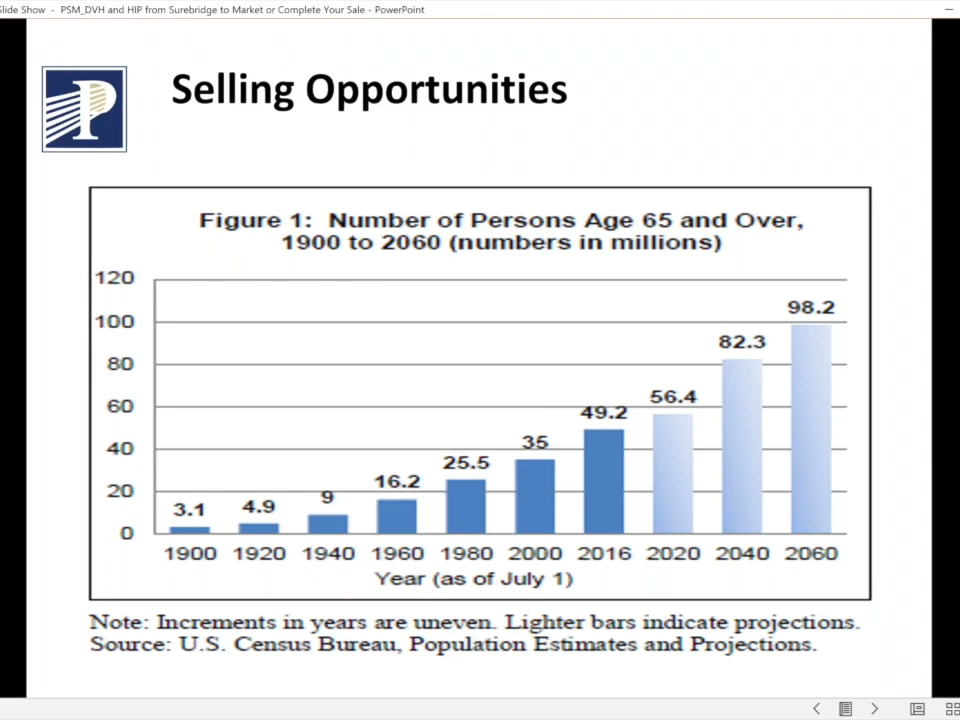 Slide Show - PSM_DVH and HIP from Surebridge to Market or Complete Your Sale - PowerPoint
P
Selling Opportunities
Figure 1: Number of Persons Age 65 and Over,
1900 to 2060 (numbers in millions)
120
100
80
60
40
20
0
3.1
4.9
9
16.2
25.5
35
49.2
56.4
82.3
98.2
1900 1920 1940 1960 1980 2000 2016 2020 2040 2060
Year (as of July 1)
Note: Increments in years are uneven. Lighter bars indicate projections.
Source: U.S. Census Bureau, Population Estimates and Projections.